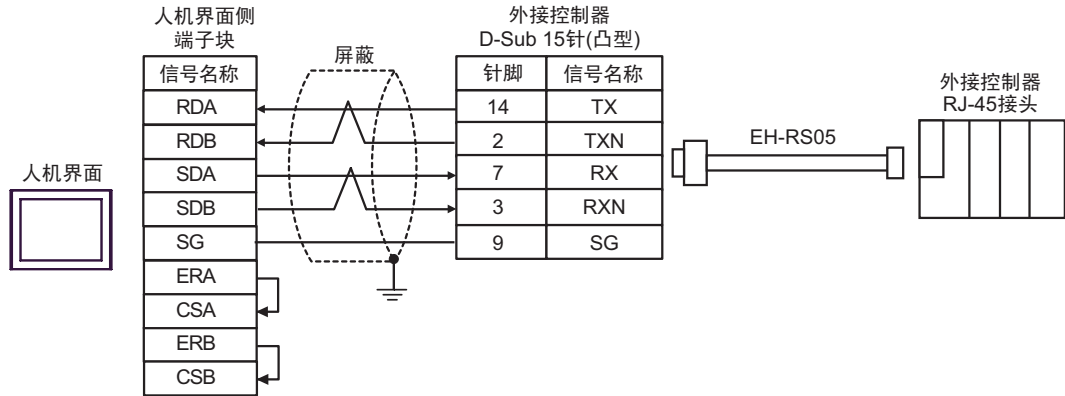 人机界面侧
端子块
外接控制器
D-Sub 15针(凸型)
屏蔽
信号名称
针脚 信号名称
外接控制器
RJ-45接头
RDA 14 TX
RDB 2 TXN
EH-RS05
人机界面
SDA 7 RX
SDB 3 RXN
SG 9 SG
ERA
CSA
ERB
CSB